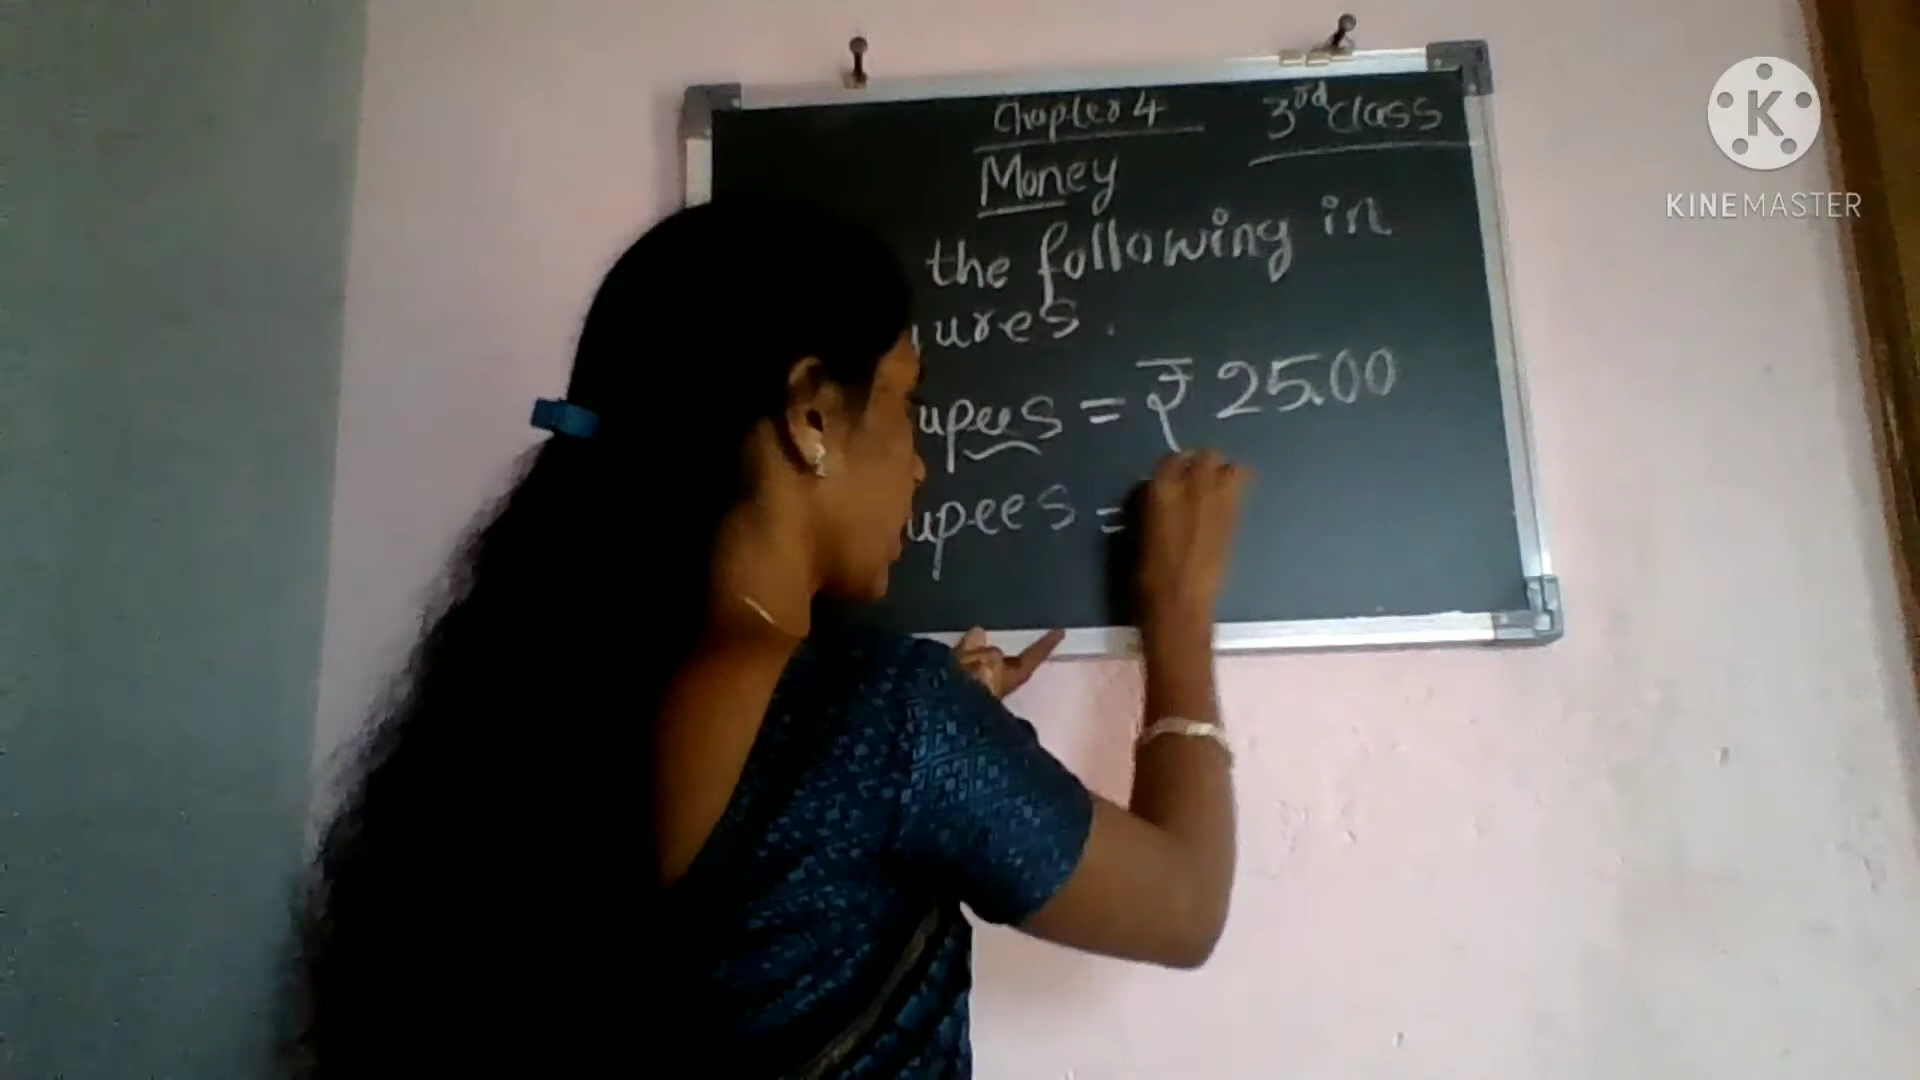 Chapter 4
3rd class
Money
the following in
ures.
upees = ₹ 25.00
upees =
K
KINEMASTER